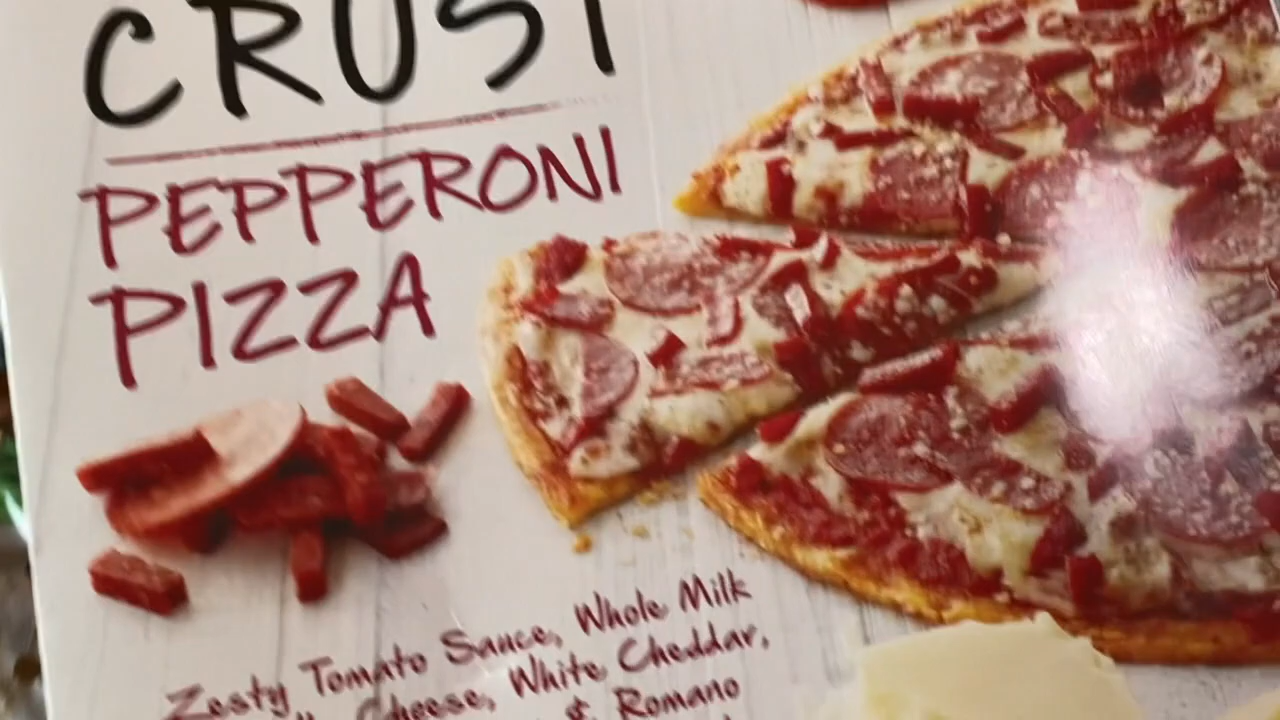 CRUST
PEPPERONI
PIZZA
Zesty Tomato Sauce, Whole Milk
Cheese, White Cheddar,
& Romano